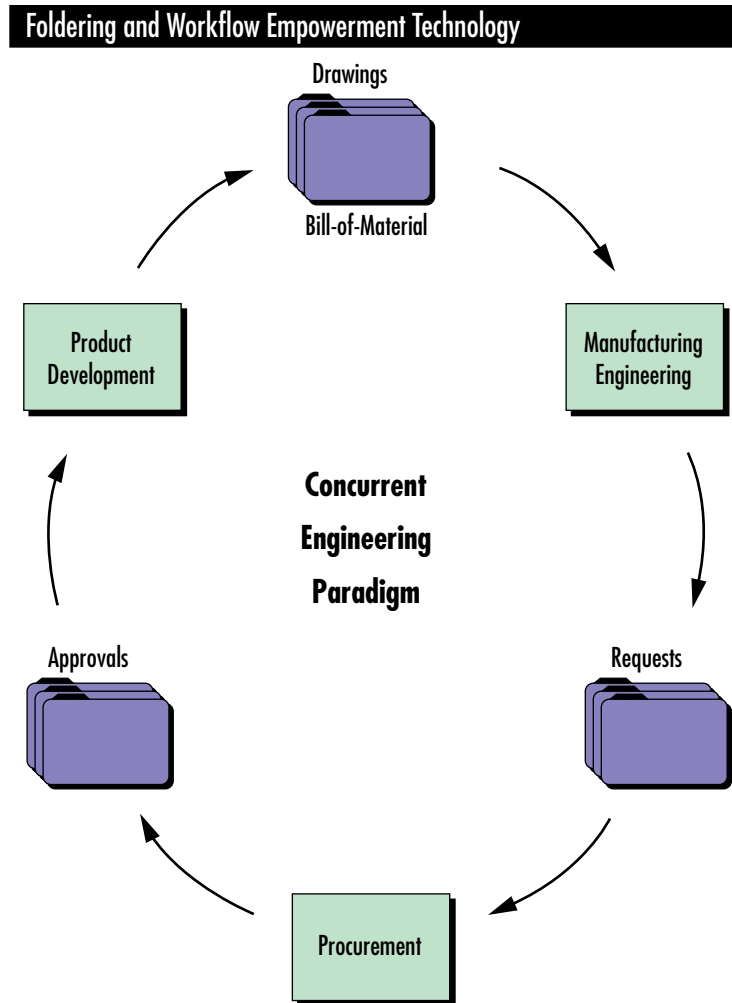 Foldering and Workflow Empowerment Technology
Drawings
Bill-of-Material
Product
Development
Manufacturing
Engineering
Concurrent
Engineering
Paradigm
Approvals
Requests
Procurement